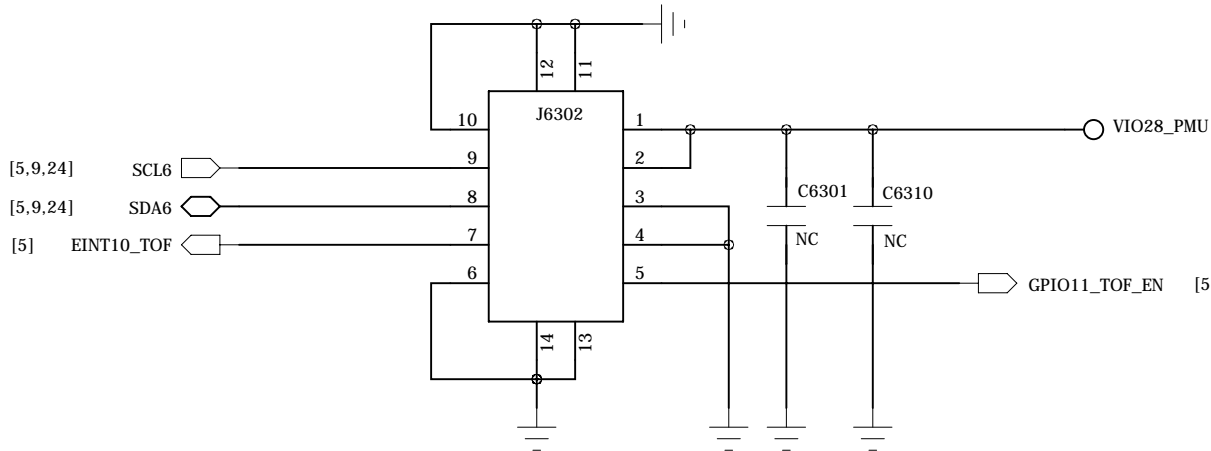 12
11
J6302
10
1
VIO28_PMU
[5,9,24]
SCL6
9
2
[5,9,24]
SDA6
8
3
C6301
C6310
[5]
EINT10_TOF
7
4
NC
NC
6
5
GPIO11_TOF_EN
[5
14
13